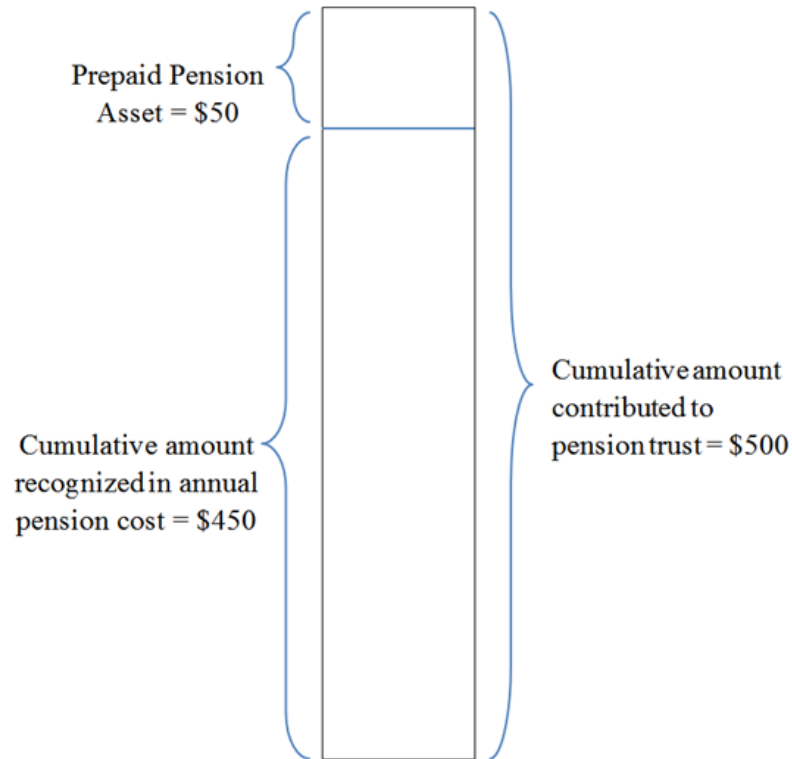 Prepaid Pension
Asset = $50
Cumulative amount
contributed to
pension trust = $500
Cumulative amount
recognized in annual
pension cost = $450